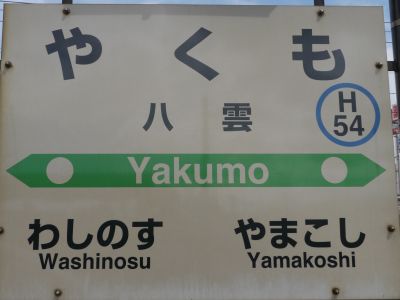 やくも
八雲
H
54
Yakumo
わしのす
Washinosu
やまこし
Yamakoshi